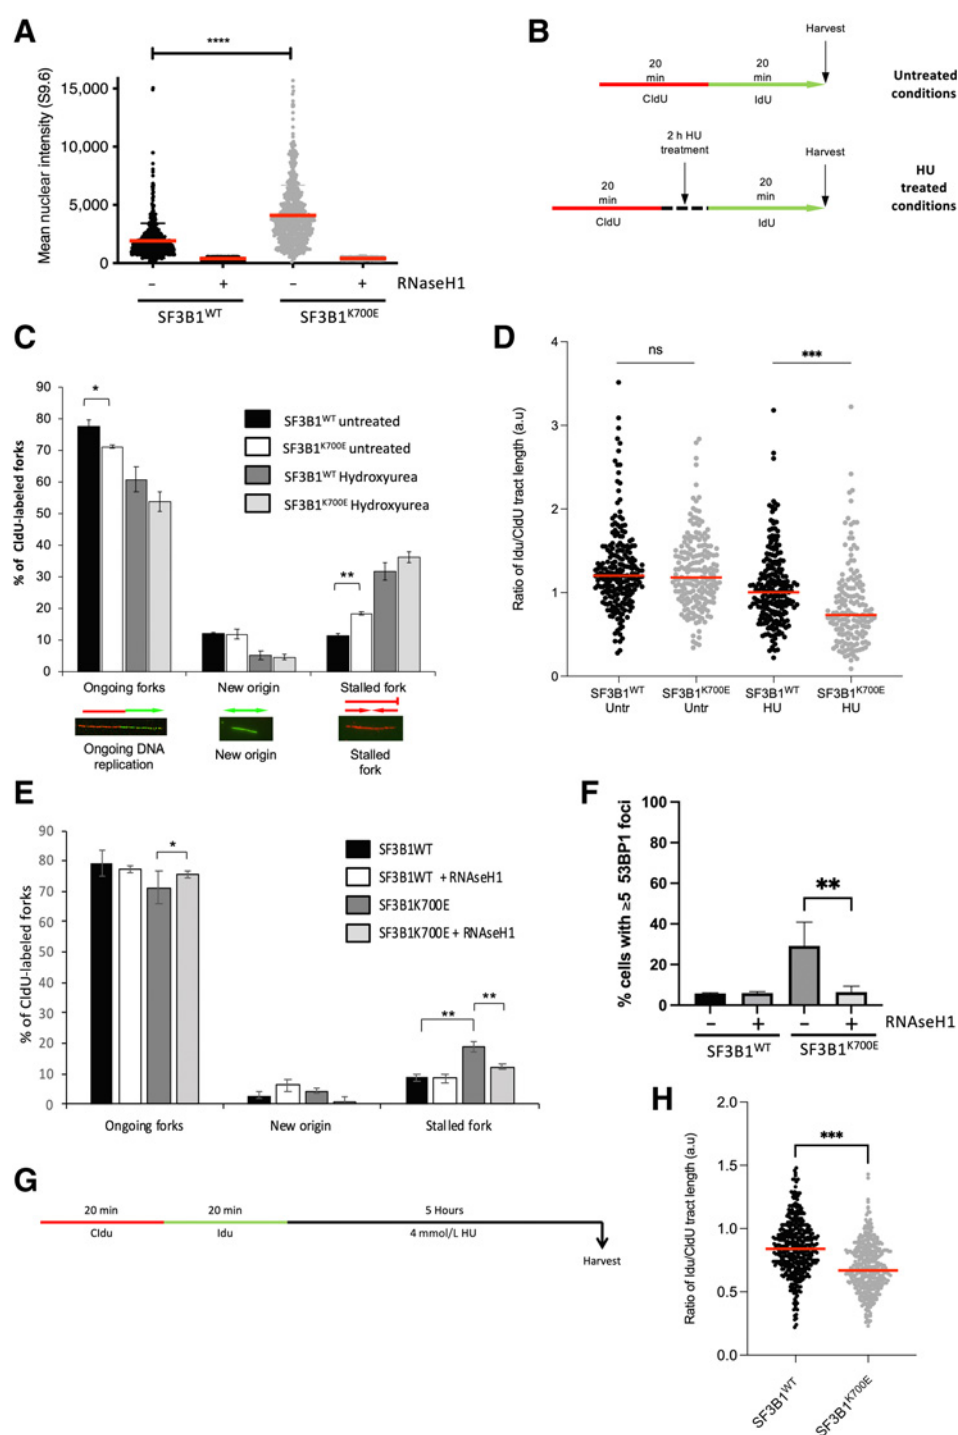 A
****
Mean nuclear intensity (S9.6)
15,000
10,000
5,000
0
– + – + RNaseH1
SF3B1WT SF3B1K700E
B
Harvest
20 min 20 min
CldU IdU
Untreated conditions
2 h HU treatment
Harvest
20 min 20 min
CldU IdU
HU treated conditions
C
% of CldU-labeled forks
90
80
70
60
50
40
30
20
10
0
*
**
SF3B1WT untreated
SF3B1K700E untreated
SF3B1WT Hydroxyurea
SF3B1K700E Hydroxyurea
Ongoing forks New origin Stalled fork
Ongoing DNA replication
New origin
Stalled fork
D
Ratio of Idu/CldU tract length (a.u)
4
3
2
1
0
ns
***
SF3B1WT Untr
SF3B1K700E Untr
SF3B1WT HU
SF3B1K700E HU
E
% of CldU-labeled forks
90
80
70
60
50
40
30
20
10
0
*
**
**
SF3B1WT
SF3B1WT + RNAseH1
SF3B1K700E
SF3B1K700E + RNAseH1
Ongoing forks New origin Stalled fork
F
% cells with ≥5 53BP1 foci
100
80
60
40
20
0
**
– + – + RNAseH1
SF3B1WT SF3B1K700E
G
20 min 20 min 5 Hours
Cldu Idu 4 mmol/L HU
Harvest
H
Ratio of Idu/CldU tract length (a.u)
2.0
1.5
1.0
0.5
0.0
***
SF3B1WT
SF3B1K700E